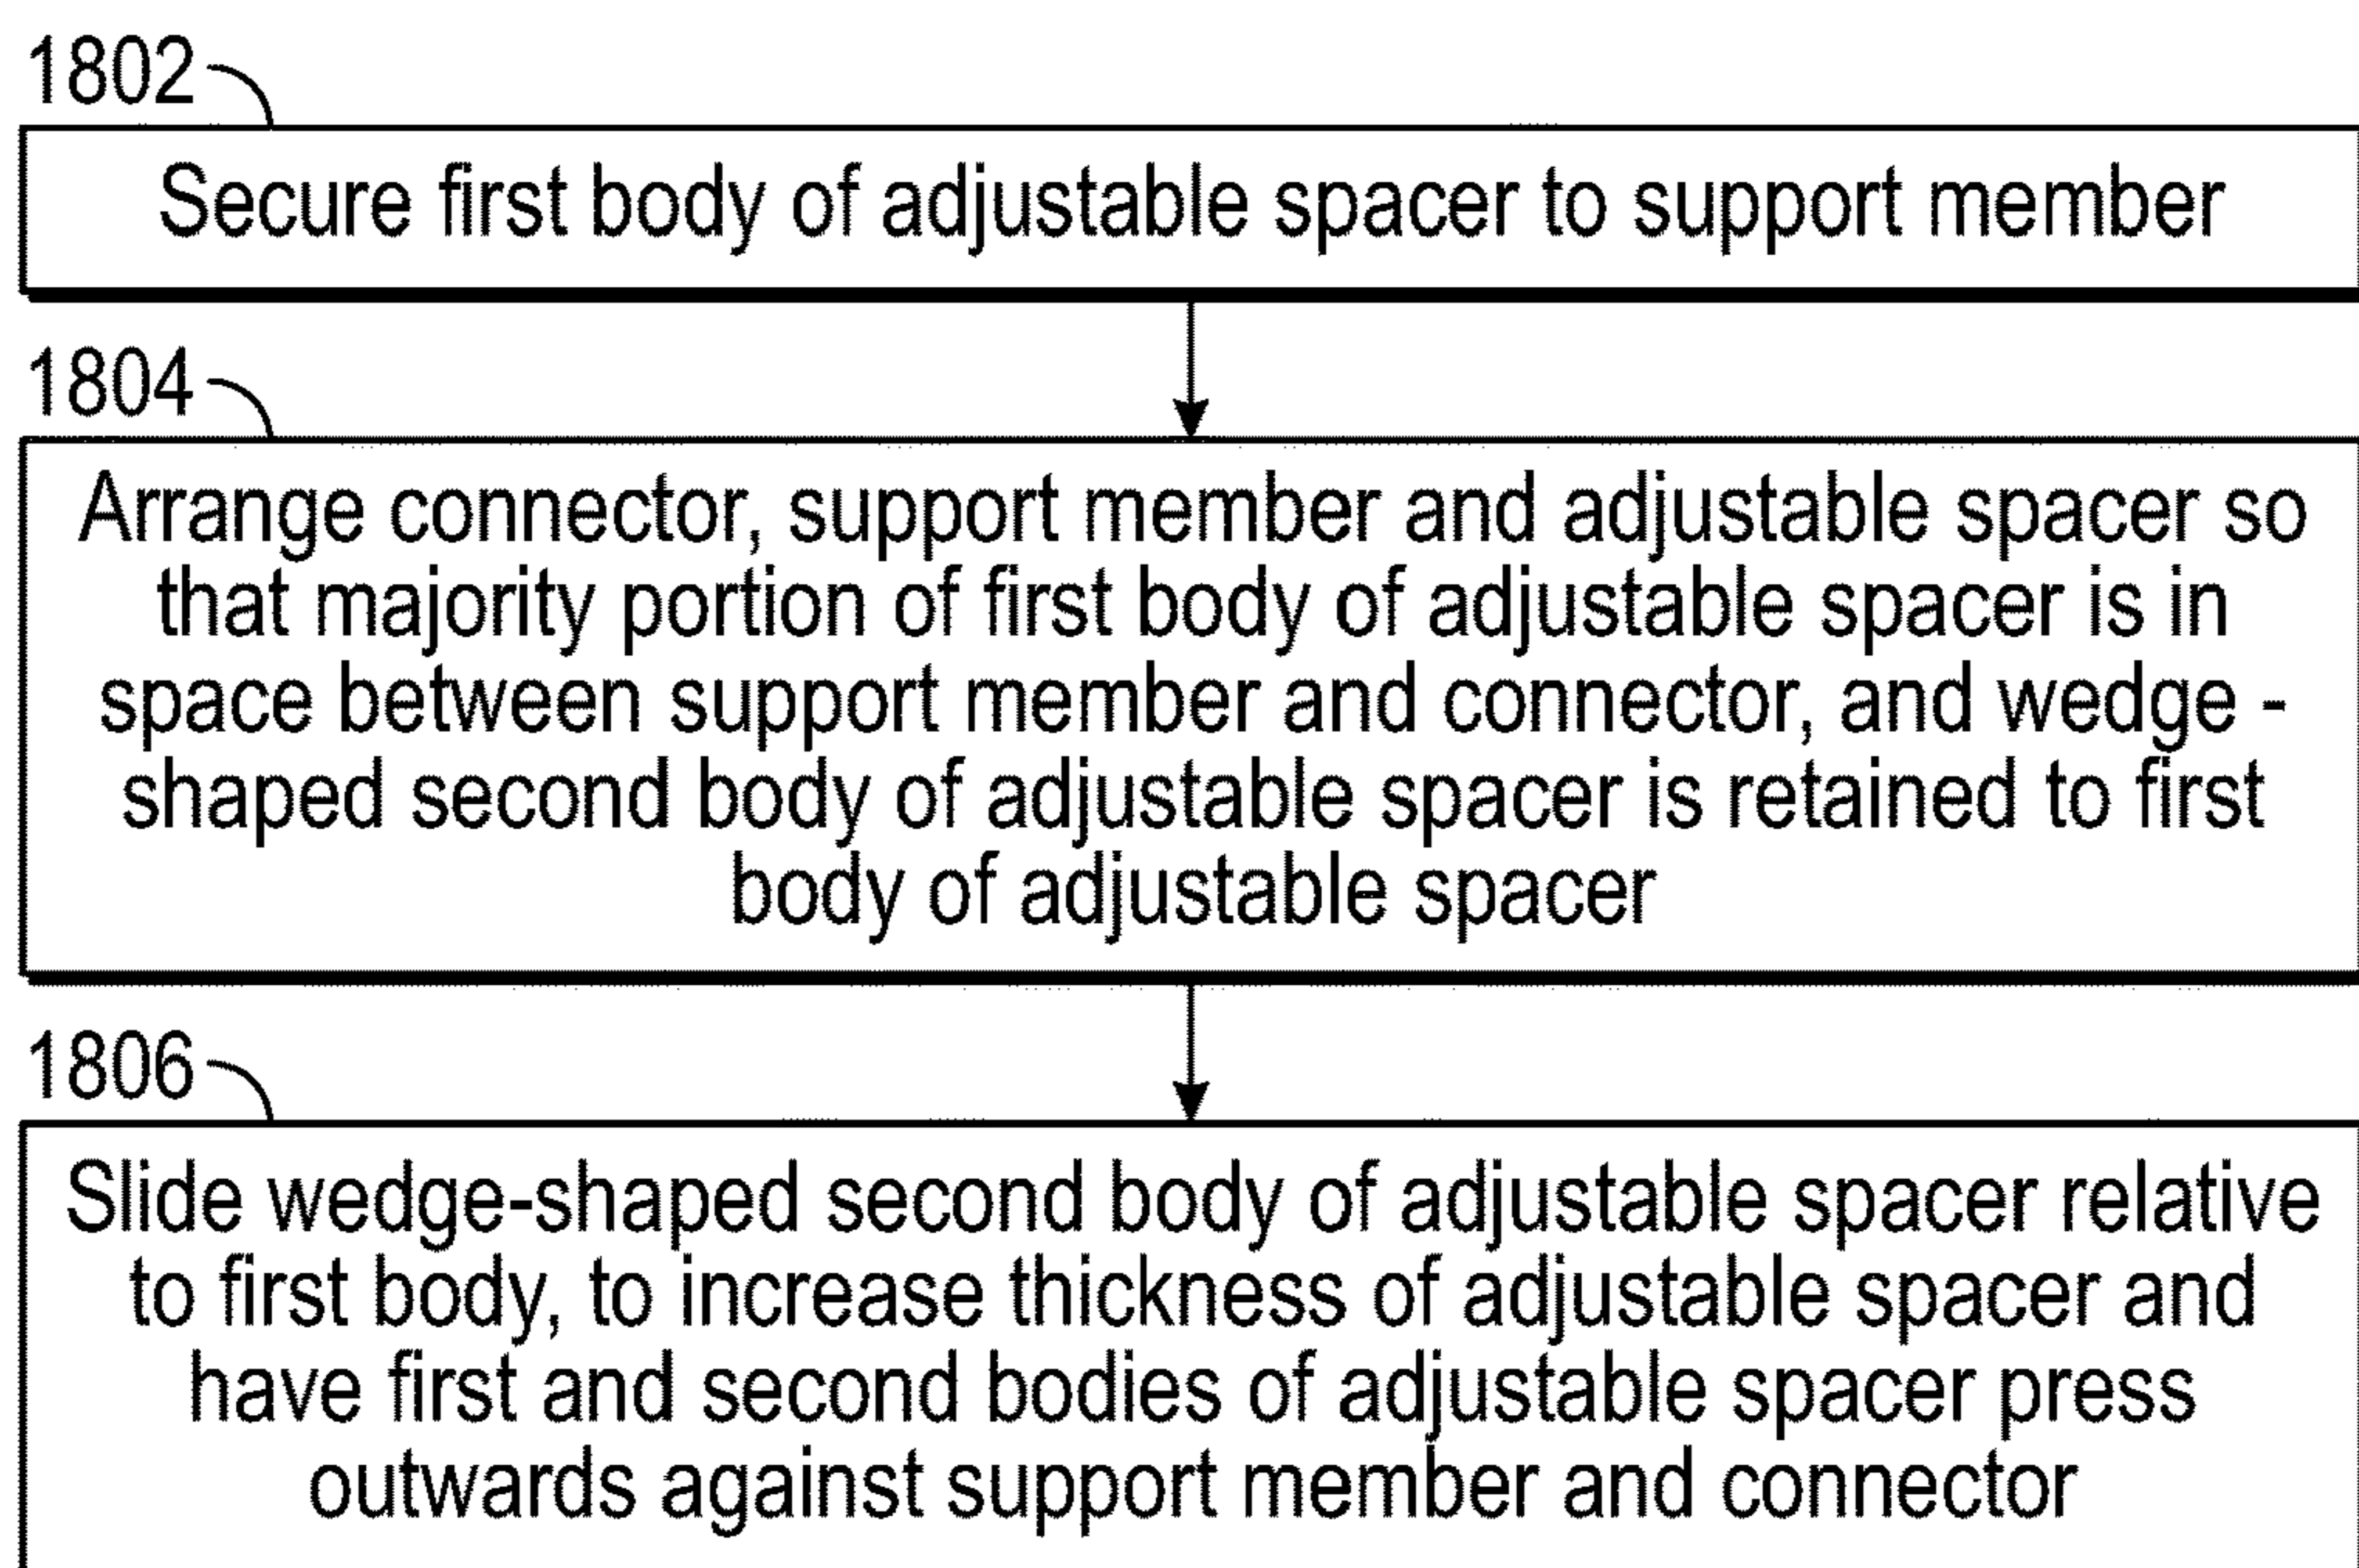 1802
Secure first body of adjustable spacer to support member
1804
Arrange connector, support member and adjustable spacer so
that majority portion of first body of adjustable spacer is in
space between support member and connector, and wedge -
shaped second body of adjustable spacer is retained to first
body of adjustable spacer
1806
Slide wedge-shaped second body of adjustable spacer relative
to first body, to increase thickness of adjustable spacer and
have first and second bodies of adjustable spacer press
outwards against support member and connector